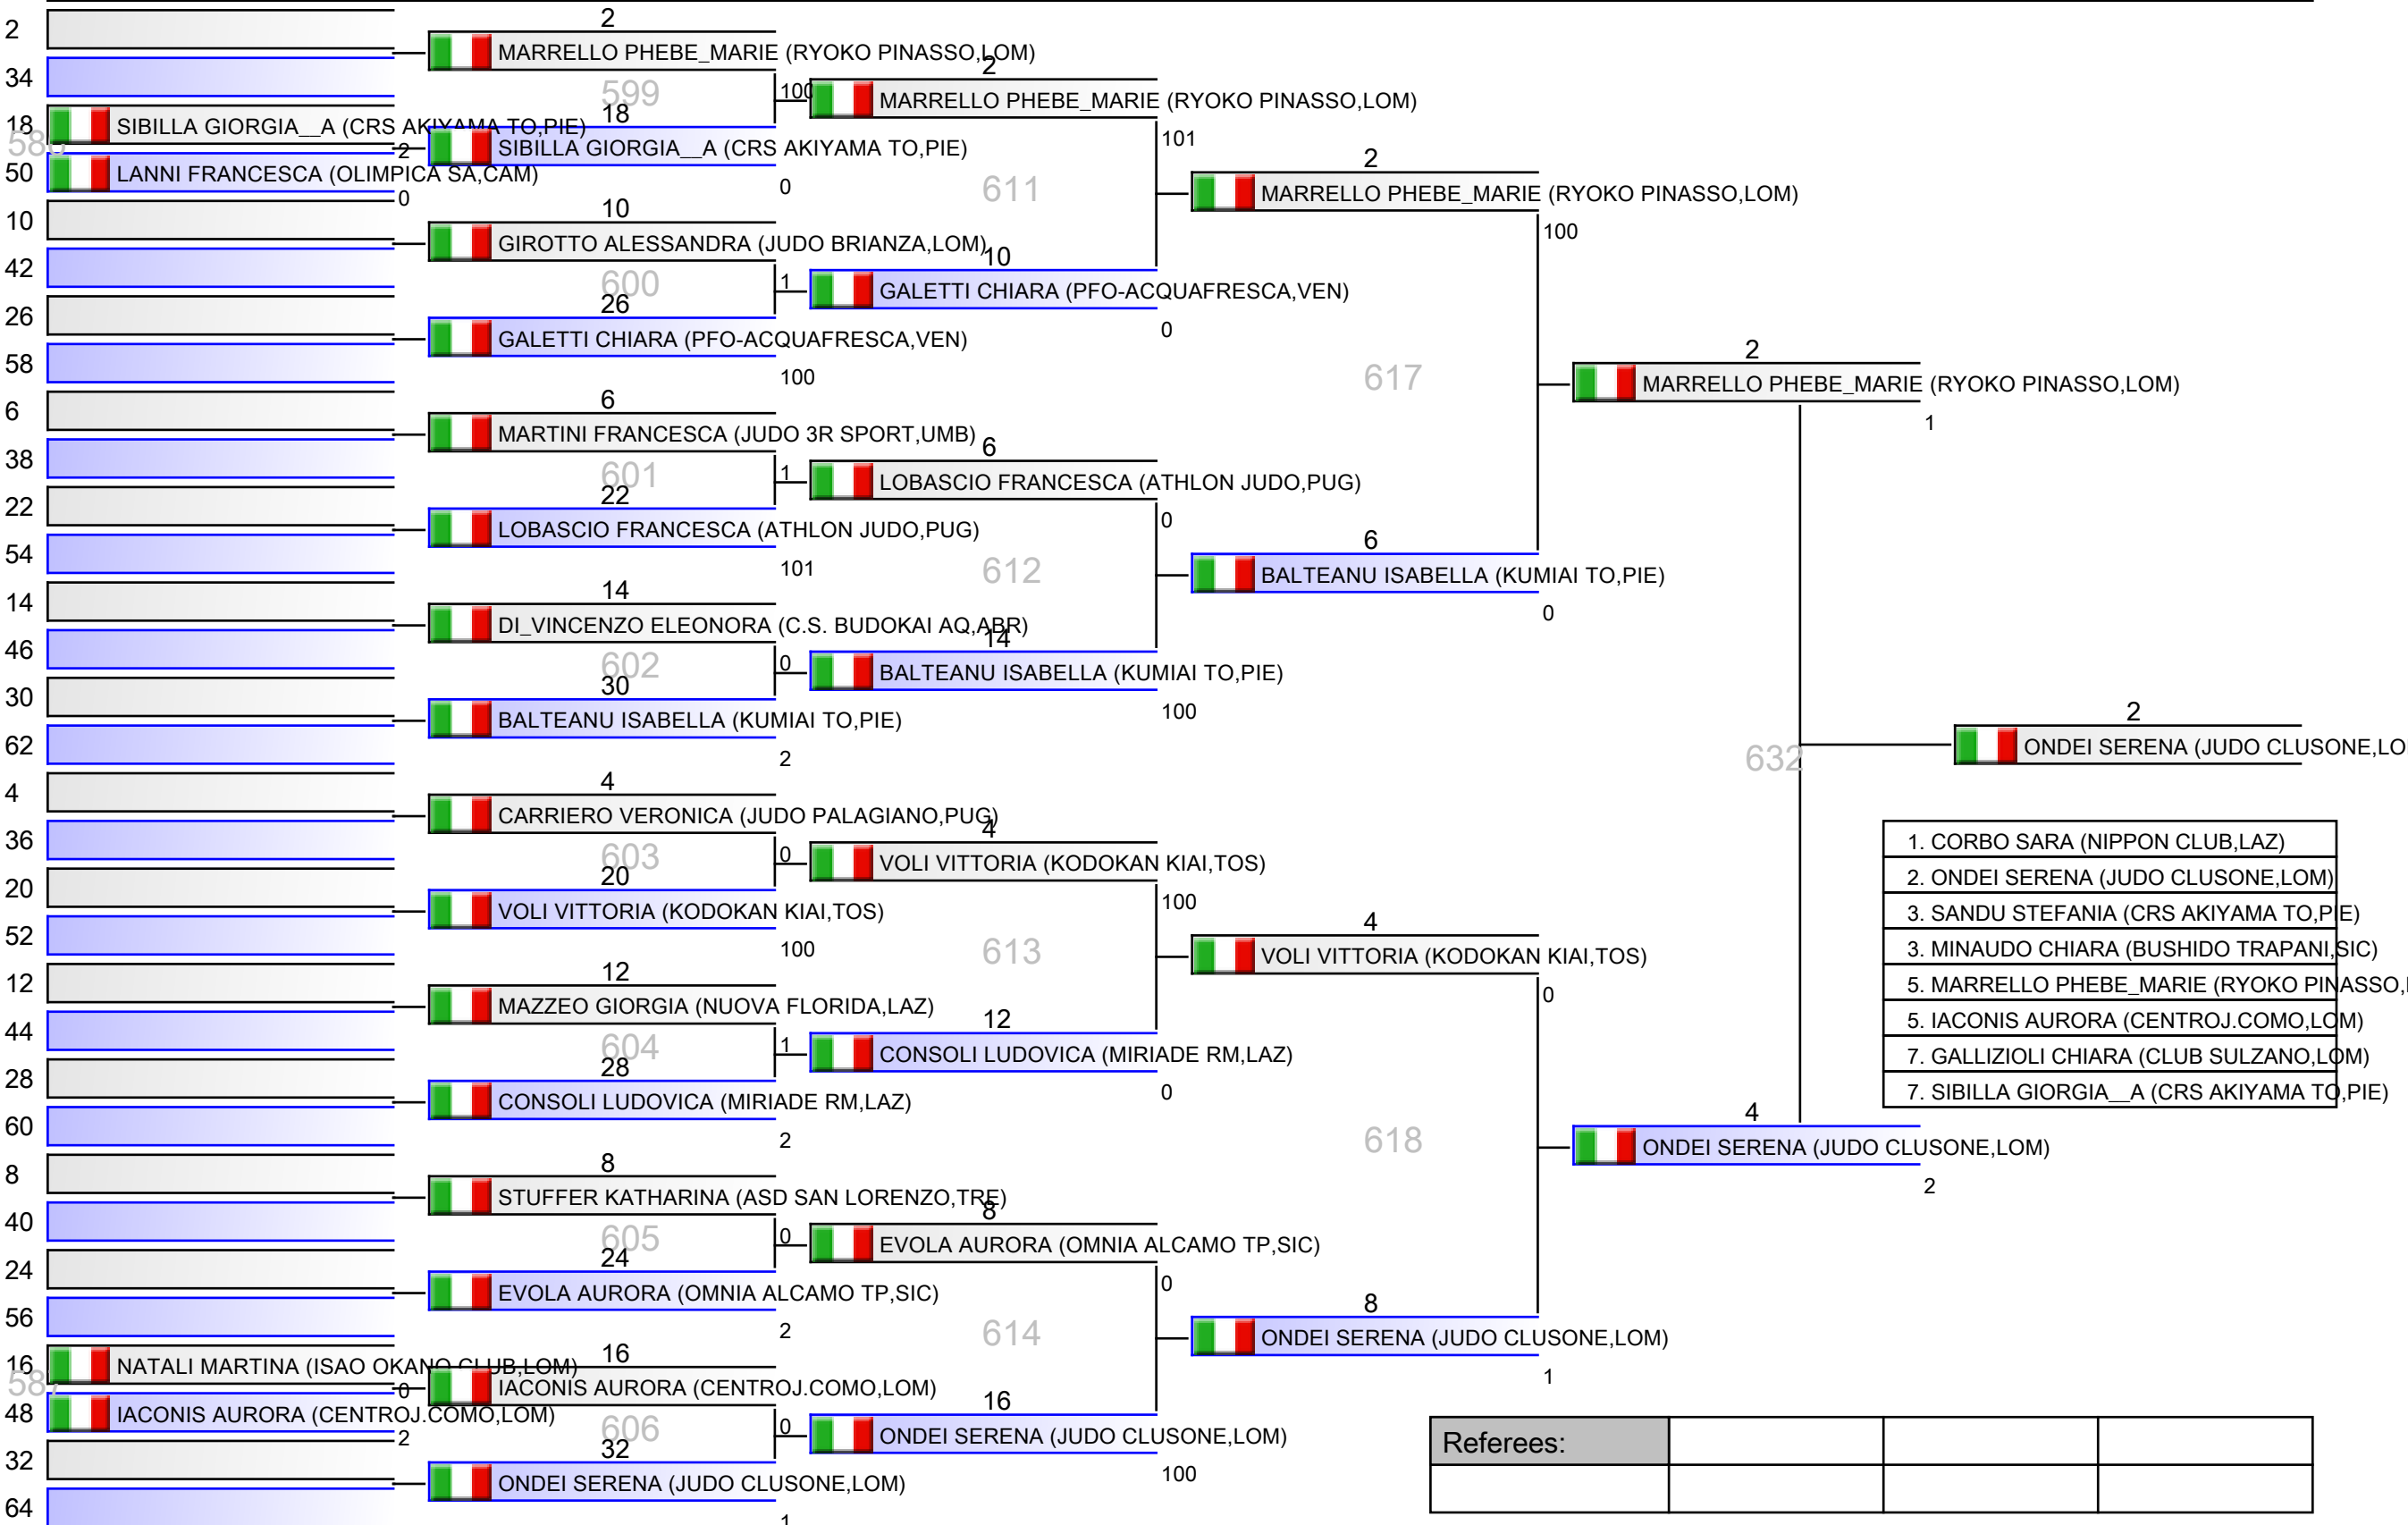 2
34
18
SIBILLA GIORGIA__A (CRS AKIYAMA TO,PIE)
2
50
LANNI FRANCESCA (OLIMPICA SA,CAM)
0
10
42
26
58
6
38
22
54
14
46
30
62
4
36
20
52
12
44
28
60
8
40
24
56
16
NATALI MARTINA (ISAO OKANO CLUB,LOM)
0
48
IACONIS AURORA (CENTROJ.COMO,LOM)
2
32
64
2
MARRELLO PHEBE_MARIE (RYOKO PINASSO,LOM)
599
100
18
SIBILLA GIORGIA__A (CRS AKIYAMA TO,PIE)
0
10
GIROTTO ALESSANDRA (JUDO BRIANZA,LOM)
600
1
26
GALETTI CHIARA (PFO-ACQUAFRESCA,VEN)
100
6
MARTINI FRANCESCA (JUDO 3R SPORT,UMB)
601
1
22
LOBASCIO FRANCESCA (ATHLON JUDO,PUG)
101
14
DI_VINCENZO ELEONORA (C.S. BUDOKAI AQ,ABR)
602
0
30
BALTEANU ISABELLA (KUMIAI TO,PIE)
2
4
CARRIERO VERONICA (JUDO PALAGIANO,PUG)
603
0
20
VOLI VITTORIA (KODOKAN KIAI,TOS)
100
12
MAZZEO GIORGIA (NUOVA FLORIDA,LAZ)
604
1
28
CONSOLI LUDOVICA (MIRIADE RM,LAZ)
2
8
STUFFER KATHARINA (ASD SAN LORENZO,TRE)
605
0
24
EVOLA AURORA (OMNIA ALCAMO TP,SIC)
2
16
IACONIS AURORA (CENTROJ.COMO,LOM)
606
0
32
ONDEI SERENA (JUDO CLUSONE,LOM)
1
2
MARRELLO PHEBE_MARIE (RYOKO PINASSO,LOM)
101
611
10
GALETTI CHIARA (PFO-ACQUAFRESCA,VEN)
0
6
LOBASCIO FRANCESCA (ATHLON JUDO,PUG)
0
612
14
BALTEANU ISABELLA (KUMIAI TO,PIE)
100
4
VOLI VITTORIA (KODOKAN KIAI,TOS)
100
613
12
CONSOLI LUDOVICA (MIRIADE RM,LAZ)
0
8
EVOLA AURORA (OMNIA ALCAMO TP,SIC)
0
614
16
ONDEI SERENA (JUDO CLUSONE,LOM)
100
2
MARRELLO PHEBE_MARIE (RYOKO PINASSO,LOM)
100
617
6
BALTEANU ISABELLA (KUMIAI TO,PIE)
0
4
VOLI VITTORIA (KODOKAN KIAI,TOS)
0
618
8
ONDEI SERENA (JUDO CLUSONE,LOM)
1
2
MARRELLO PHEBE_MARIE (RYOKO PINASSO,LOM)
1
632
4
ONDEI SERENA (JUDO CLUSONE,LOM)
2
2
ONDEI SERENA (JUDO CLUSONE,LO
1. CORBO SARA (NIPPON CLUB,LAZ)
2. ONDEI SERENA (JUDO CLUSONE,LOM)
3. SANDU STEFANIA (CRS AKIYAMA TO,PIE)
3. MINAUDO CHIARA (BUSHIDO TRAPANI,SIC)
5. MARRELLO PHEBE_MARIE (RYOKO PINASSO,
5. IACONIS AURORA (CENTROJ.COMO,LOM)
7. GALLIZIOLI CHIARA (CLUB SULZANO,LOM)
7. SIBILLA GIORGIA__A (CRS AKIYAMA TO,PIE)
Referees: